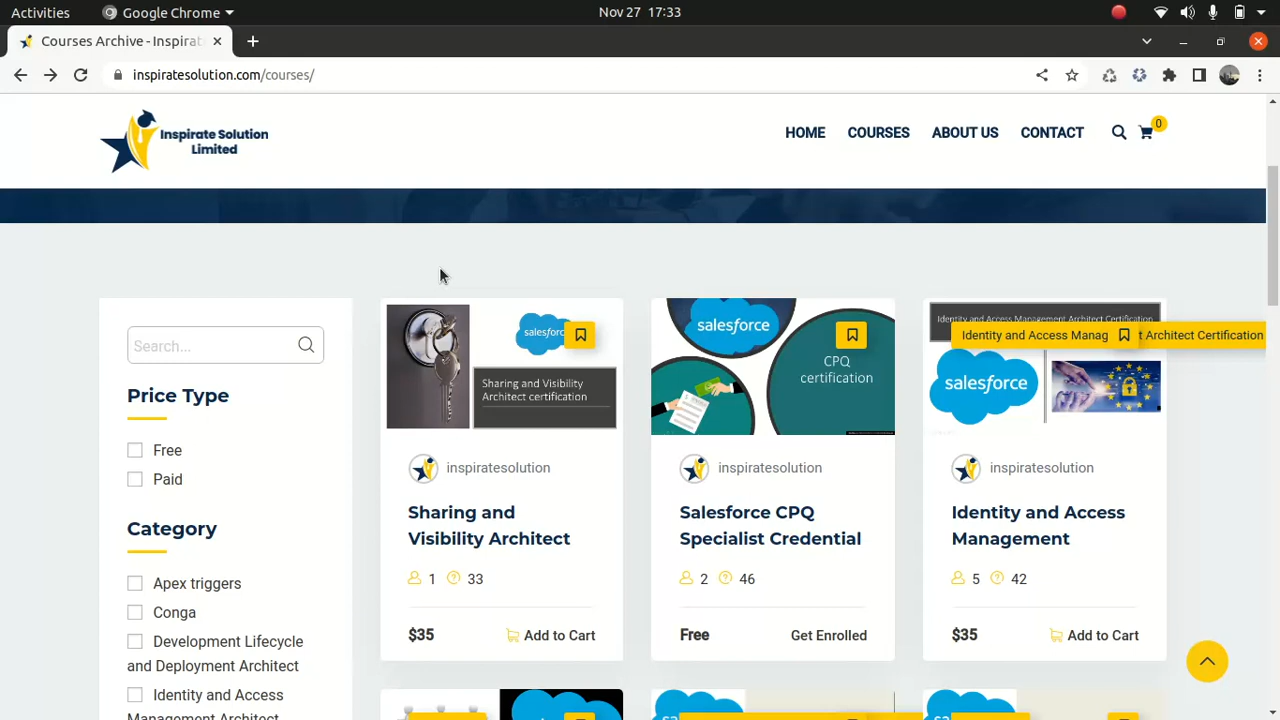 Activities Google Chrome Nov 27 17:33
Courses Archive - Inspirat
inspiratesolution.com/courses/
Inspirate Solution
Limited
HOME COURSES ABOUT US CONTACT 0
Search...
Price Type
Free
Paid
Category
Apex triggers
Conga
Development Lifecycle
and Deployment Architect
Identity and Access
Management Architect
salesforce
Sharing and Visibility
Architect certification
inspiratesolution
Sharing and
Visibility Architect
1 33
$35 Add to Cart
salesforce
CPQ
certification
inspiratesolution
Salesforce CPQ
Specialist Credential
2 46
Free Get Enrolled
Identity and Access Management Architect Certification
Identity and Access Manag t Architect Certification
salesforce
inspiratesolution
Identity and Access
Management
5 42
$35 Add to Cart